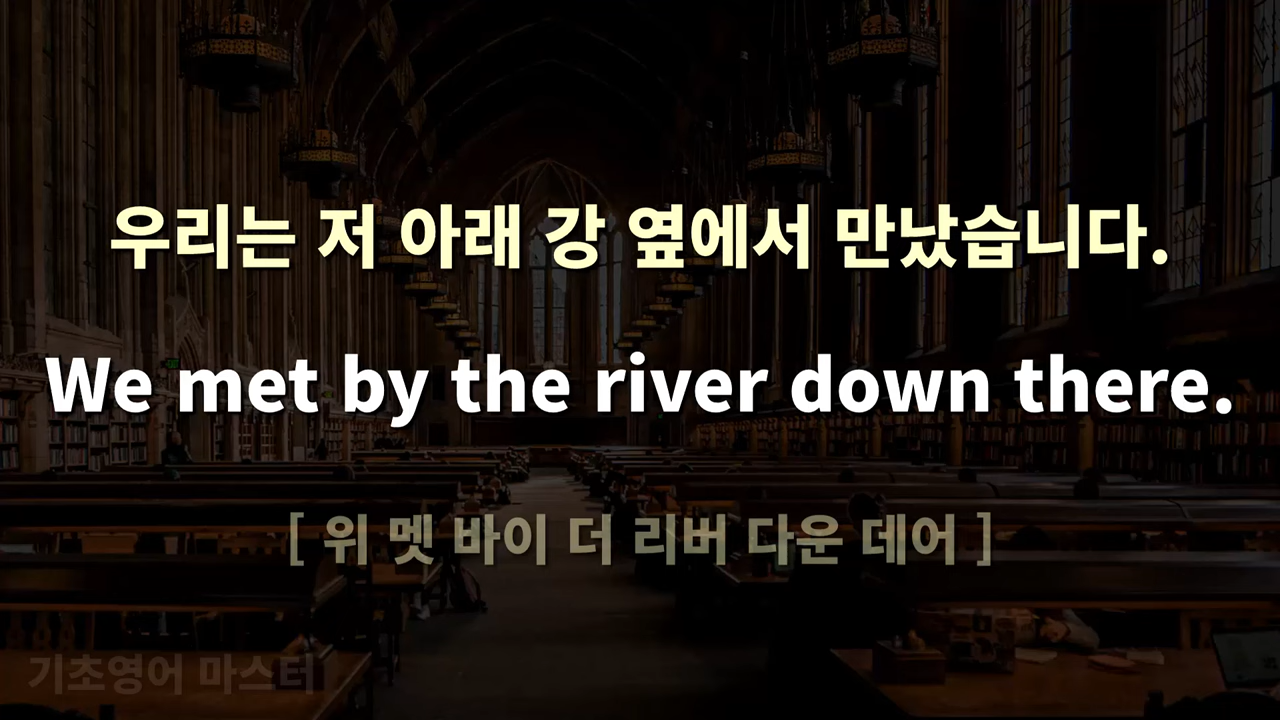 우리는 저 아래 강 옆에서 만났습니다.
We met by the river down there.
[ 위 멧 바이 더 리버 다운 데어 ]
기초영어 마스터